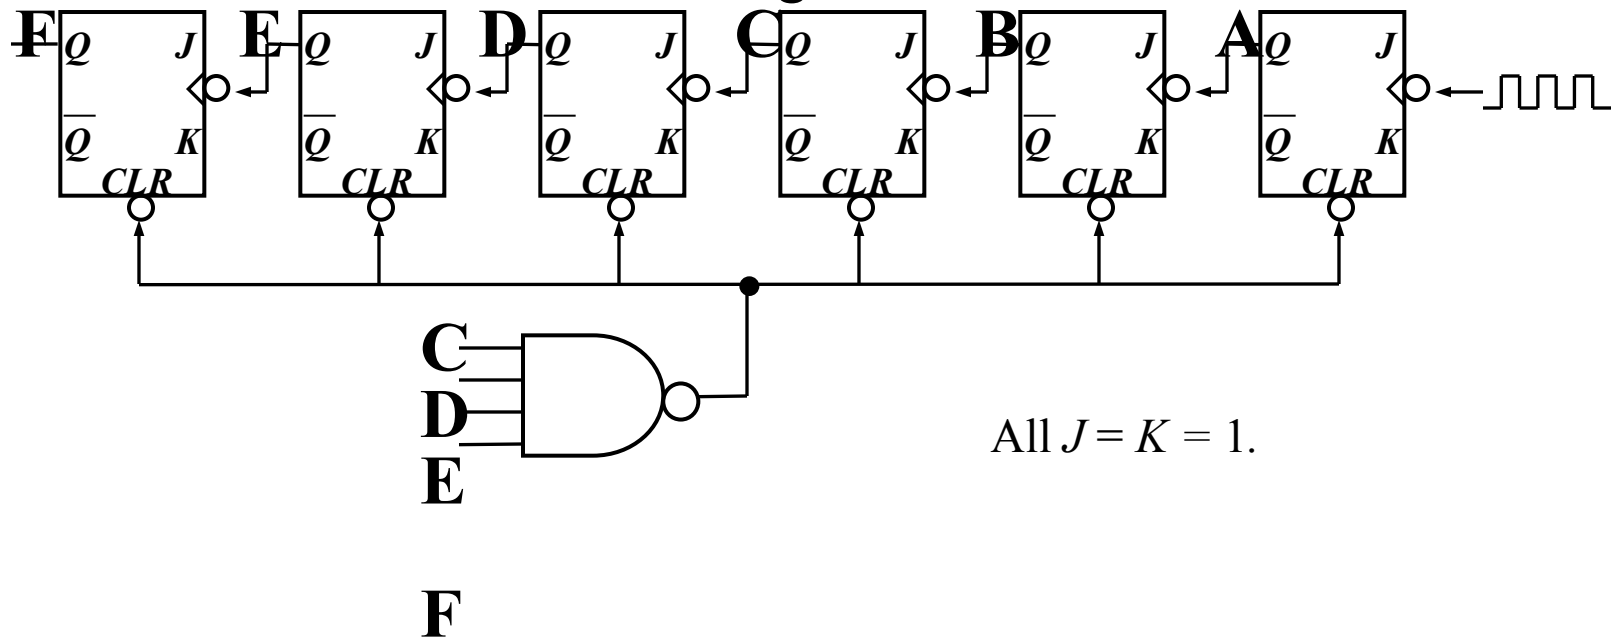 F Q J E Q J D Q J C Q J B Q J A Q J
Q K Q K Q K Q K Q K Q K
CLR CLR CLR CLR CLR CLR
C
D
All J = K = 1.
E
F